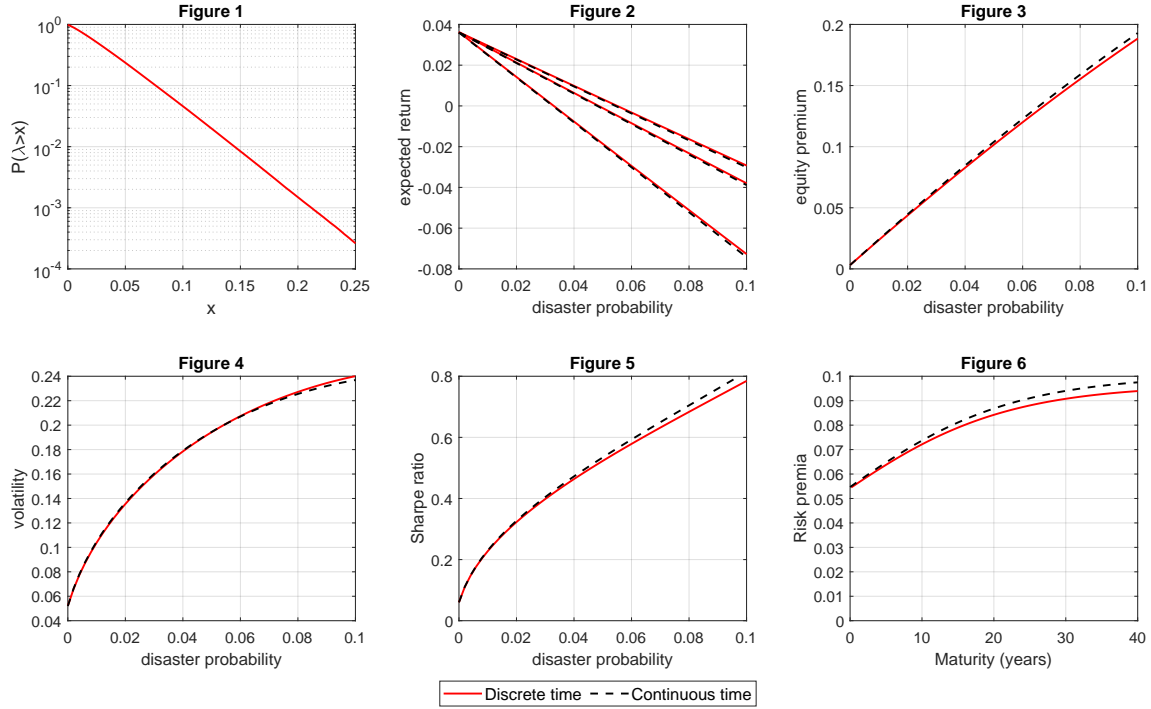 Figure 1
10^0
10^-1
10^-2
10^-3
10^-4
P(λ>x)
0 0.05 0.1 0.15 0.2 0.25
x
Figure 2
0.04
0.02
0
-0.02
-0.04
-0.06
-0.08
expected return
0 0.02 0.04 0.06 0.08 0.1
disaster probability
Figure 3
0.2
0.15
0.1
0.05
0
equity premium
0 0.02 0.04 0.06 0.08 0.1
disaster probability
Figure 4
0.24
0.22
0.2
0.18
0.16
0.14
0.12
0.1
0.08
0.06
0.04
volatility
0 0.02 0.04 0.06 0.08 0.1
disaster probability
Figure 5
0.8
0.6
0.4
0.2
0
Sharpe ratio
0 0.02 0.04 0.06 0.08 0.1
disaster probability
Figure 6
0.1
0.09
0.08
0.07
0.06
0.05
0.04
0.03
0.02
0.01
0
Risk premia
0 10 20 30 40
Maturity (years)
Discrete time Continuous time